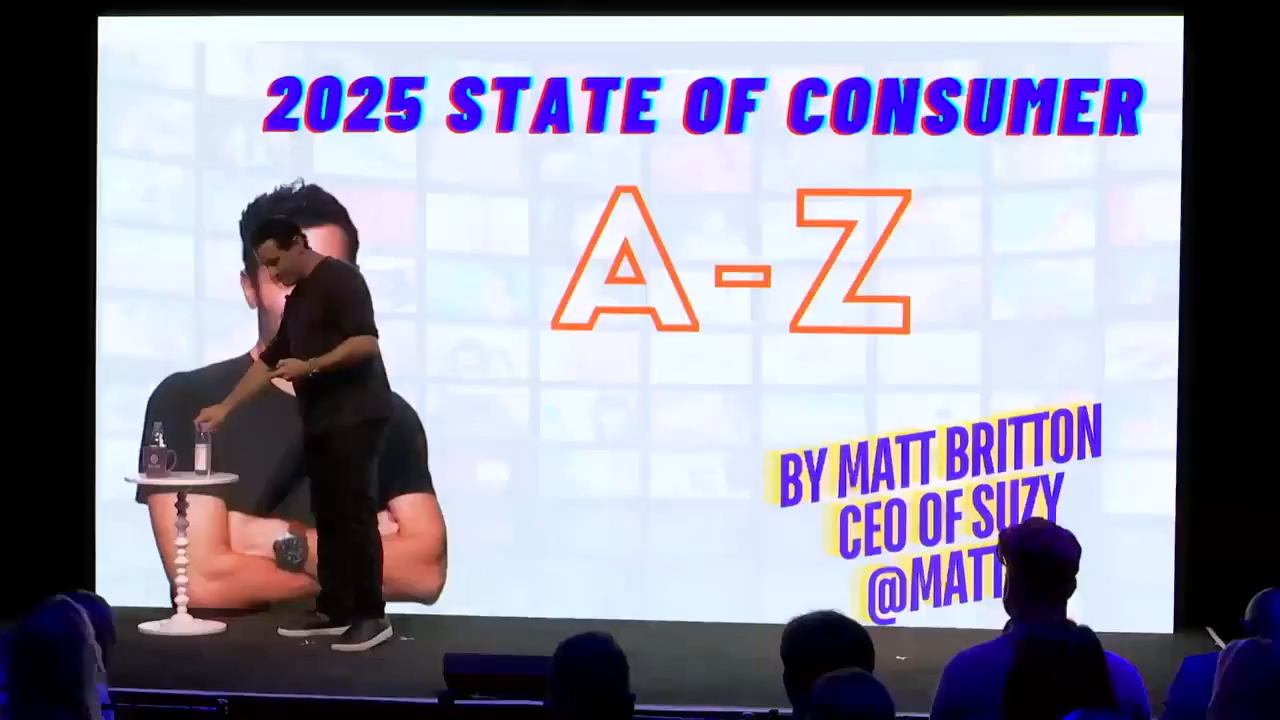 2025 STATE OF CONSUMER
A-Z
BY MATT BRITTON
CEO OF SUZY